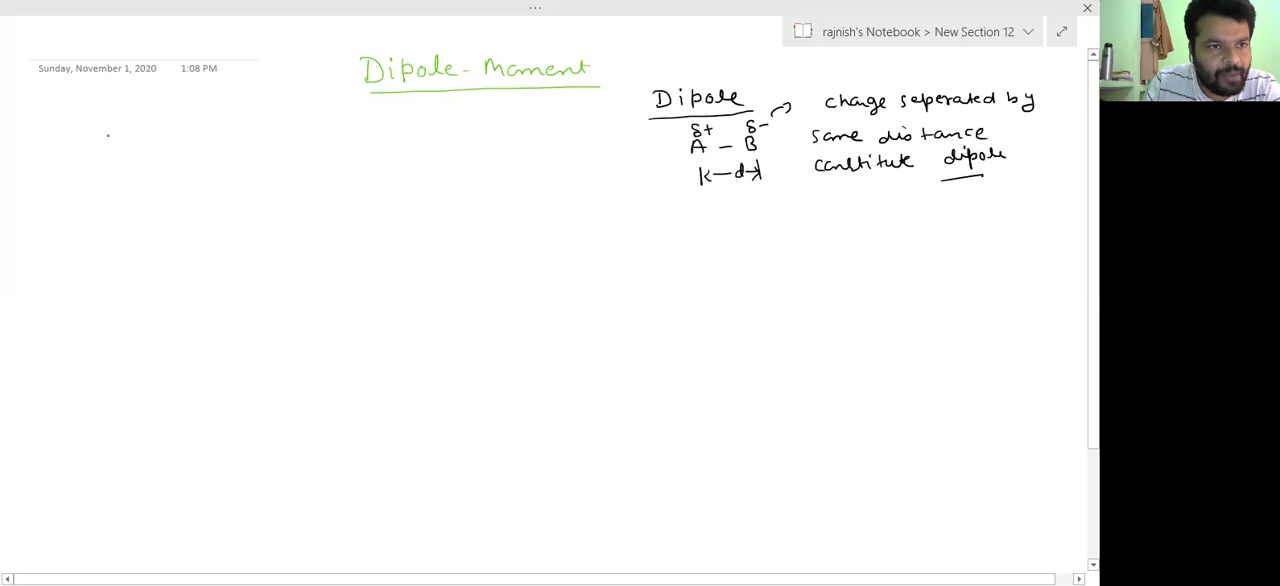 rajnish's Notebook > New Section 12
Sunday, November 1, 2020 1:08 PM
Dipole - Moment
Dipole
δ+ δ-
A - B
d
charge seperated by
same distance
constitute dipole